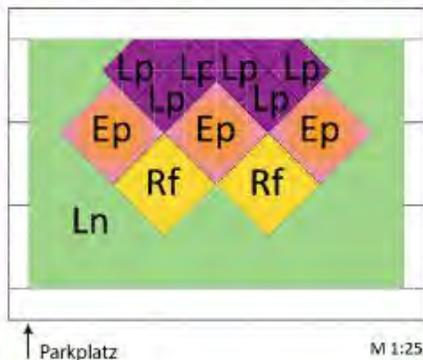 Lp Lp Lp Lp
Lp Lp
Ep Ep Ep
Rf Rf
Ln
Parkplatz M 1:25